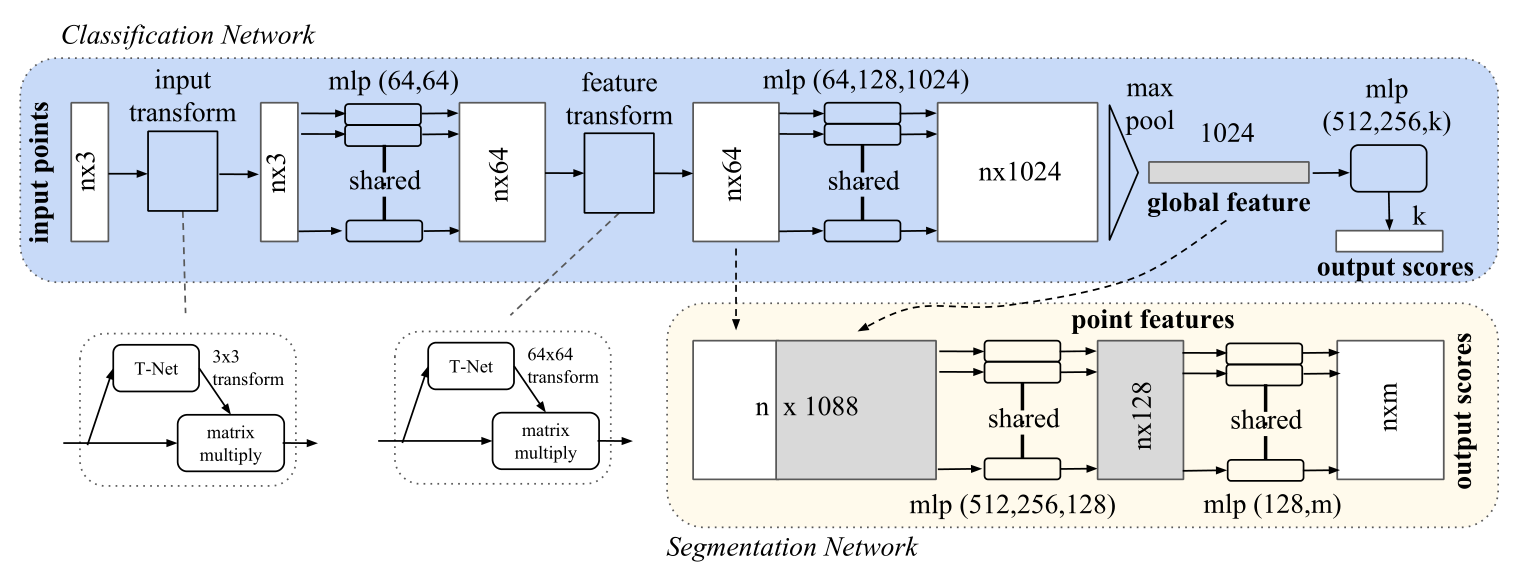 Classification Network
input points
nx3
input
transform
nx3
mlp (64,64)
shared
nx64
feature
transform
nx64
mlp (64,128,1024)
shared
nx1024
max
pool
1024
global feature
mlp
(512,256,k)
k
output scores
T-Net
3x3
transform
matrix
multiply
T-Net
64x64
transform
matrix
multiply
point features
n x 1088
shared
mlp (512,256,128)
nx128
shared
mlp (128,m)
nxm
output scores
Segmentation Network